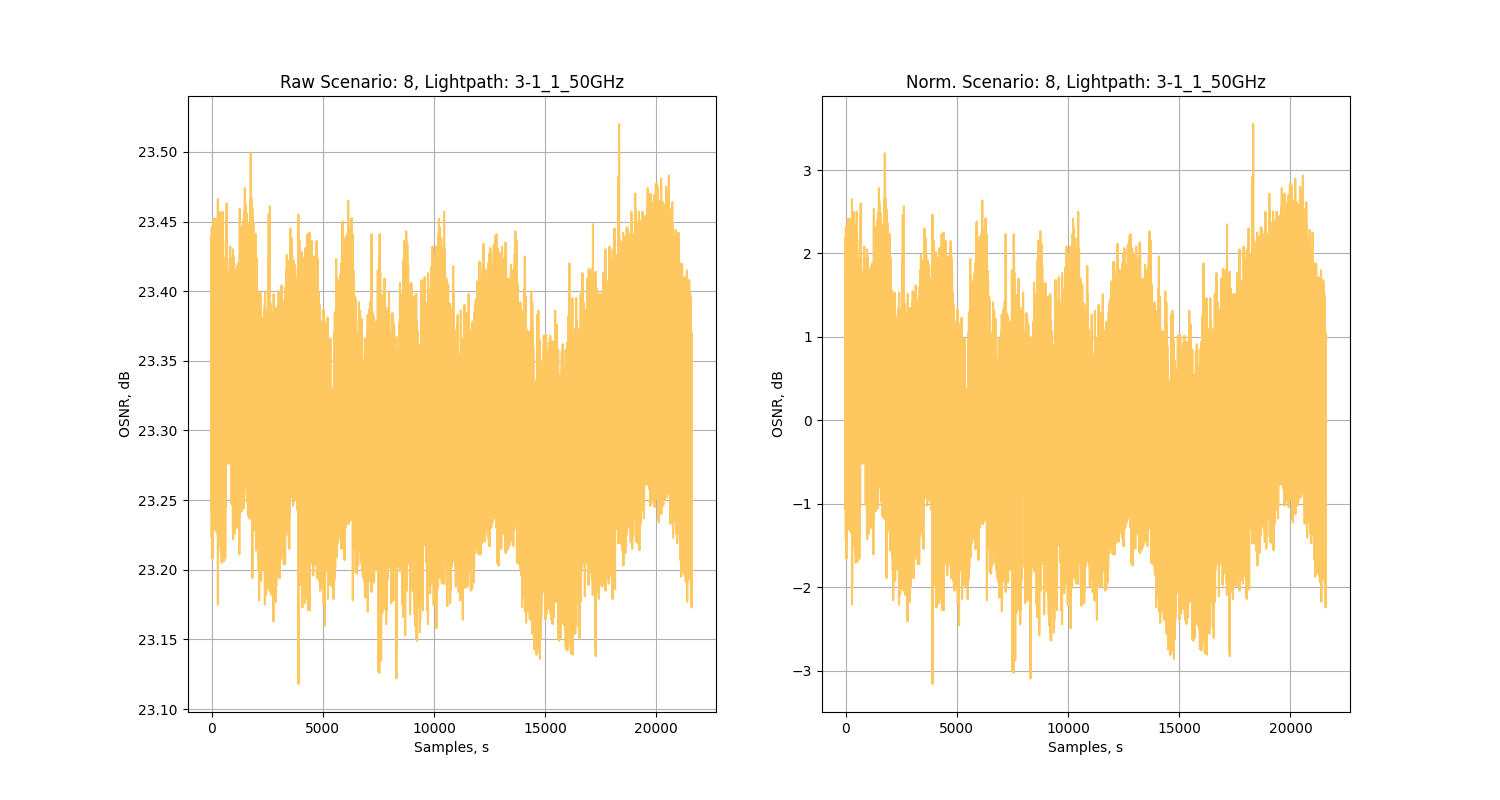 Raw Scenario: 8, Lightpath: 3-1_1_50GHz
23.50
23.45
23.40
23.35
23.30
23.25
23.20
23.15
23.10
OSNR, dB
0 5000 10000 15000 20000
Samples, s
Norm. Scenario: 8, Lightpath: 3-1_1_50GHz
3
2
1
0
−1
−2
−3
OSNR, dB
0 5000 10000 15000 20000
Samples, s